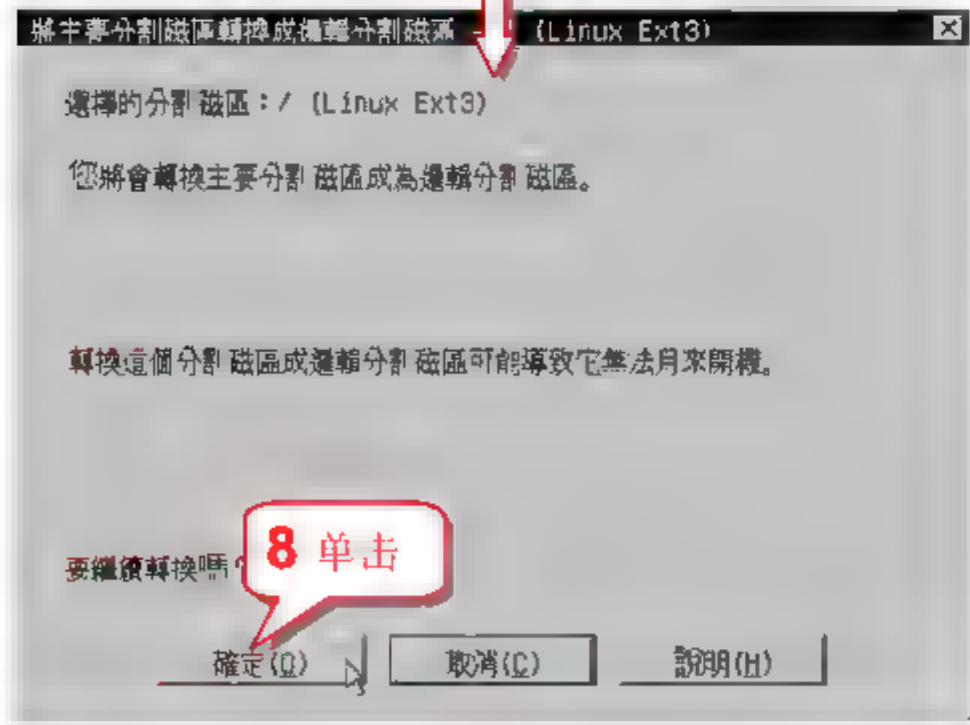 將主要分割磁區轉換成邏輯分割磁區 - / (Linux Ext3)
選擇的分割磁區：/ (Linux Ext3)
您將會轉換主要分割磁區成為邏輯分割磁區。
轉換這個分割磁區成邏輯分割磁區可能導致它無法用來開機。
要繼續轉換嗎？
8 单击
確定(O) 取消(C) 說明(H)